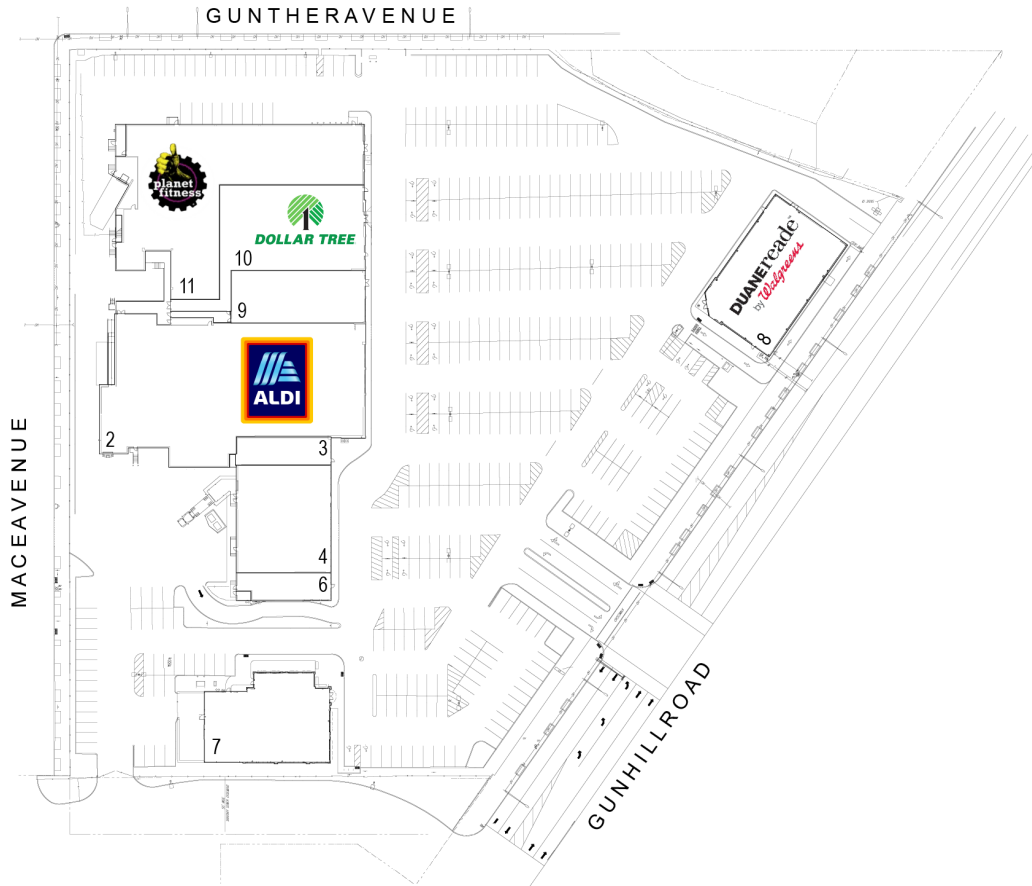 GUNTHERAVENUE
planet
fitness
DOLLAR TREE
10
11
9
DUANEreade™
by Walgreens
8
ALDI
2
3
MACEAVENUE
4
6
7
GUNHILLROAD